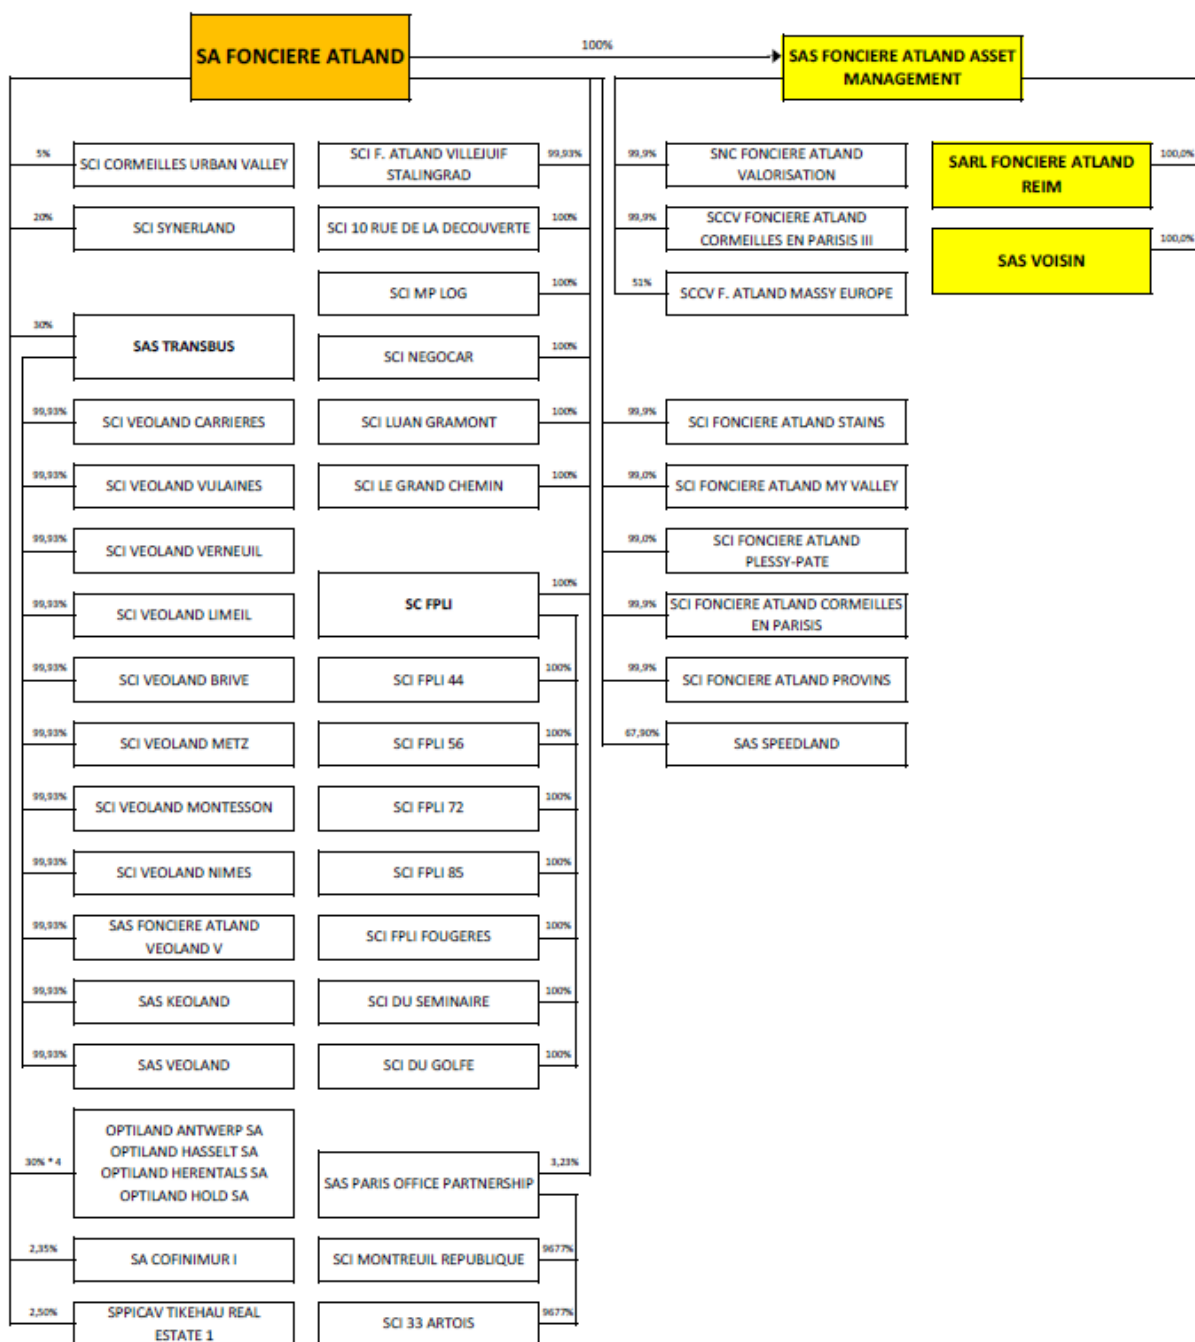 SA FONCIERE ATLAND
100%
SAS FONCIERE ATLAND ASSET
MANAGEMENT
5%
SCI CORMEILLES URBAN VALLEY
20%
SCI SYNERLAND
30%
SAS TRANSBUS
99,93%
SCI VEOLAND CARRIERES
99,93%
SCI VEOLAND VULAINES
99,93%
SCI VEOLAND VERNEUIL
99,93%
SCI VEOLAND LIMEIL
99,93%
SCI VEOLAND BRIVE
99,93%
SCI VEOLAND METZ
99,93%
SCI VEOLAND MONTESSON
99,93%
SCI VEOLAND NIMES
99,93%
SAS FONCIERE ATLAND
VEOLAND V
99,93%
SAS KEOLAND
99,93%
SAS VEOLAND
30% * 4
OPTILAND ANTWERP SA
OPTILAND HASSELT SA
OPTILAND HERENTALS SA
OPTILAND HOLD SA
2,35%
SA COFINIMUR I
2,50%
SPPICAV TIKEHAU REAL
ESTATE 1
SCI F. ATLAND VILLEJUIF
STALINGRAD
99,93%
SCI 10 RUE DE LA DECOUVERTE
100%
SCI MP LOG
100%
SCI NEGOCAR
100%
SCI LUAN GRAMONT
100%
SCI LE GRAND CHEMIN
100%
SC FPLI
100%
SCI FPLI 44
100%
SCI FPLI 56
100%
SCI FPLI 72
100%
SCI FPLI 85
100%
SCI FPLI FOUGERES
100%
SCI DU SEMINAIRE
100%
SCI DU GOLFE
100%
SAS PARIS OFFICE PARTNERSHIP
3,23%
SCI MONTREUIL REPUBLIQUE
9677%
SCI 33 ARTOIS
9677%
99,9%
SNC FONCIERE ATLAND
VALORISATION
99,9%
SCCV FONCIERE ATLAND
CORMEILLES EN PARISIS III
51%
SCCV F. ATLAND MASSY EUROPE
99,9%
SCI FONCIERE ATLAND STAINS
99,0%
SCI FONCIERE ATLAND MY VALLEY
99,0%
SCI FONCIERE ATLAND
PLESSY-PATE
99,9%
SCI FONCIERE ATLAND CORMEILLES
EN PARISIS
99,9%
SCI FONCIERE ATLAND PROVINS
67,90%
SAS SPEEDLAND
SARL FONCIERE ATLAND
REIM
100,0%
SAS VOISIN
100,0%